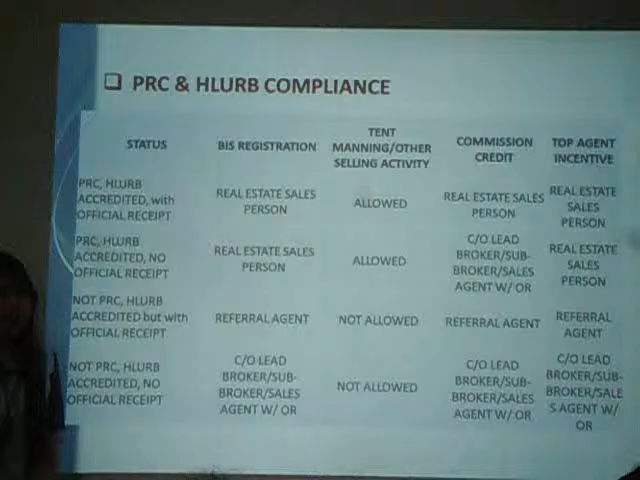 ❑ PRC & HLURB COMPLIANCE
STATUS
BIS REGISTRATION
TENT
MANNING/OTHER
SELLING ACTIVITY
COMMISSION
CREDIT
TOP AGENT
INCENTIVE
PRC, HLURB
ACCREDITED, with
OFFICIAL RECEIPT
REAL ESTATE SALES
PERSON
ALLOWED
REAL ESTATE SALES
PERSON
REAL ESTATE
SALES
PERSON
PRC, HLURB
ACCREDITED, NO
OFFICIAL RECEIPT
REAL ESTATE SALES
PERSON
ALLOWED
C/O LEAD
BROKER/SUB-
BROKER/SALES
AGENT W/ OR
REAL ESTATE
SALES
PERSON
NOT PRC, HLURB
ACCREDITED but with
OFFICIAL RECEIPT
REFERRAL AGENT
NOT ALLOWED
REFERRAL AGENT
REFERRAL
AGENT
NOT PRC, HLURB
ACCREDITED, NO
OFFICIAL RECEIPT
C/O LEAD
BROKER/SUB-
BROKER/SALES
AGENT W/ OR
NOT ALLOWED
C/O LEAD
BROKER/SUB-
BROKER/SALES
AGENT W/ OR
C/O LEAD
BROKER/SUB-
BROKER/SALE
S AGENT W/
OR